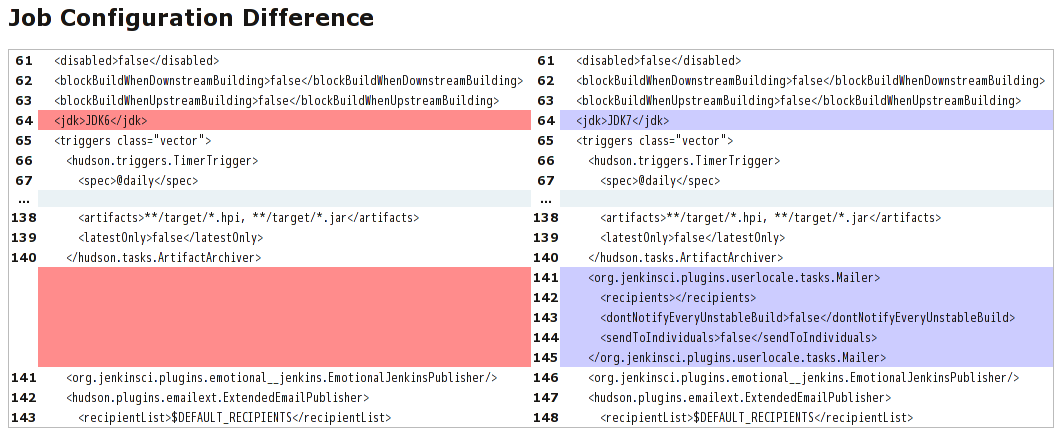 Job Configuration Difference
61 <disabled>false</disabled>
62 <blockBuildWhenDownstreamBuilding>false</blockBuildWhenDownstreamBuilding>
63 <blockBuildWhenUpstreamBuilding>false</blockBuildWhenUpstreamBuilding>
64 <jdk>JDK6</jdk>
65 <triggers class="vector">
66 <hudson.triggers.TimerTrigger>
67 <spec>@daily</spec>
...
138 <artifacts>**/target/*.hpi, **/target/*.jar</artifacts>
139 <latestOnly>false</latestOnly>
140 </hudson.tasks.ArtifactArchiver>
141 <org.jenkinsci.plugins.emotional__jenkins.EmotionalJenkinsPublisher/>
142 <hudson.plugins.emailext.ExtendedEmailPublisher>
143 <recipientList>$DEFAULT_RECIPIENTS</recipientList>
61 <disabled>false</disabled>
62 <blockBuildWhenDownstreamBuilding>false</blockBuildWhenDownstreamBuilding>
63 <blockBuildWhenUpstreamBuilding>false</blockBuildWhenUpstreamBuilding>
64 <jdk>JDK7</jdk>
65 <triggers class="vector">
66 <hudson.triggers.TimerTrigger>
67 <spec>@daily</spec>
...
138 <artifacts>**/target/*.hpi, **/target/*.jar</artifacts>
139 <latestOnly>false</latestOnly>
140 </hudson.tasks.ArtifactArchiver>
141 <org.jenkinsci.plugins.userlocale.tasks.Mailer>
142 <recipients></recipients>
143 <dontNotifyEveryUnstableBuild>false</dontNotifyEveryUnstableBuild>
144 <sendToIndividuals>false</sendToIndividuals>
145 </org.jenkinsci.plugins.userlocale.tasks.Mailer>
146 <org.jenkinsci.plugins.emotional__jenkins.EmotionalJenkinsPublisher/>
147 <hudson.plugins.emailext.ExtendedEmailPublisher>
148 <recipientList>$DEFAULT_RECIPIENTS</recipientList>